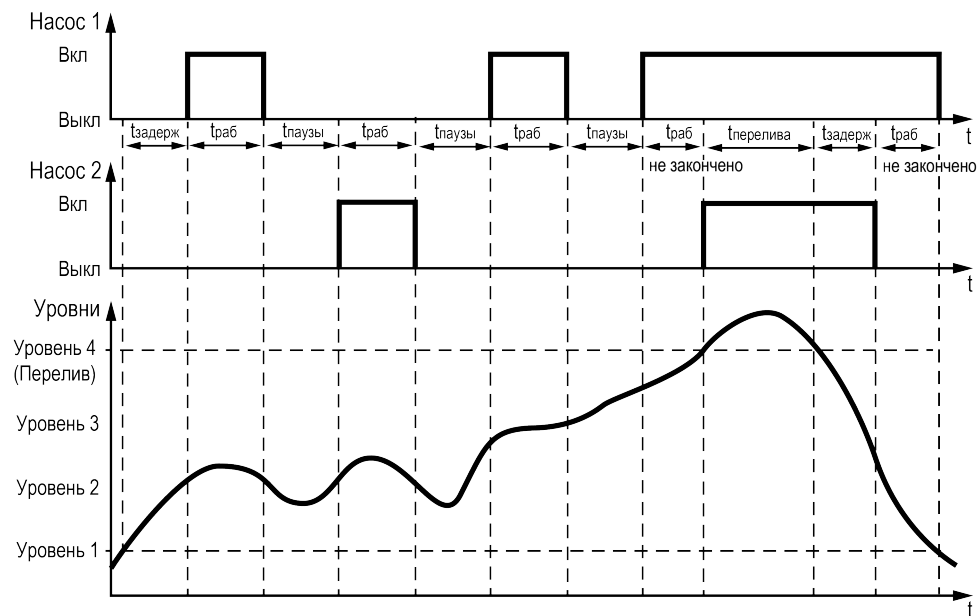 Насос 1
Вкл
Выкл
tзадерж tраб tпаузы tраб tпаузы tраб tпаузы tраб tперелива tзадерж tраб t
не закончено не закончено
Насос 2
Вкл
Выкл
t
Уровни
Уровень 4
(Перелив)
Уровень 3
Уровень 2
Уровень 1
t